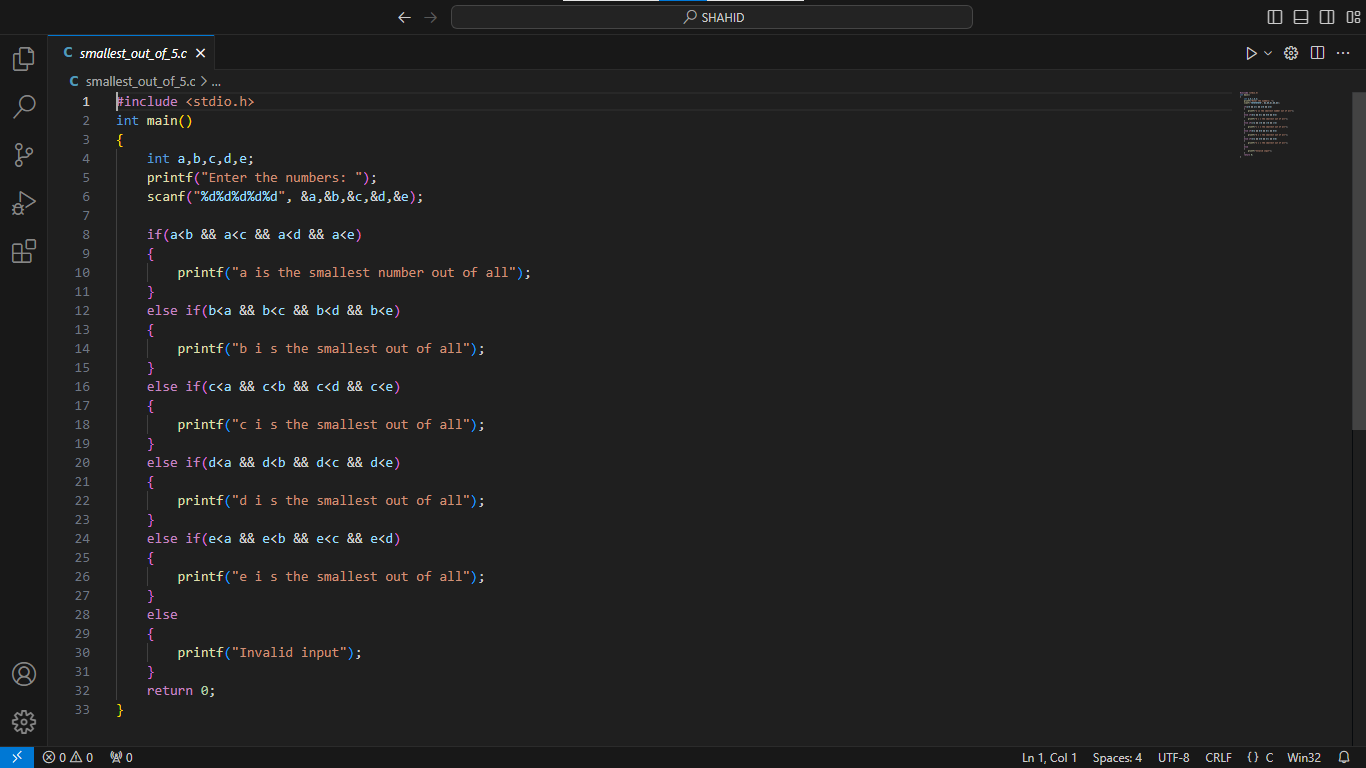 SHAHID
C smallest_out_of_5.c
C smallest_out_of_5.c > ...
1 #include <stdio.h>
2 int main()
3 {
4     int a,b,c,d,e;
5     printf("Enter the numbers: ");
6     scanf("%d%d%d%d%d", &a,&b,&c,&d,&e);
7
8     if(a<b && a<c && a<d && a<e)
9     {
10         printf("a is the smallest number out of all");
11     }
12     else if(b<a && b<c && b<d && b<e)
13     {
14         printf("b i s the smallest out of all");
15     }
16     else if(c<a && c<b && c<d && c<e)
17     {
18         printf("c i s the smallest out of all");
19     }
20     else if(d<a && d<b && d<c && d<e)
21     {
22         printf("d i s the smallest out of all");
23     }
24     else if(e<a && e<b && e<c && e<d)
25     {
26         printf("e i s the smallest out of all");
27     }
28     else
29     {
30         printf("Invalid input");
31     }
32     return 0;
33 }
0 0 0 Ln 1, Col 1 Spaces: 4 UTF-8 CRLF {} C Win32